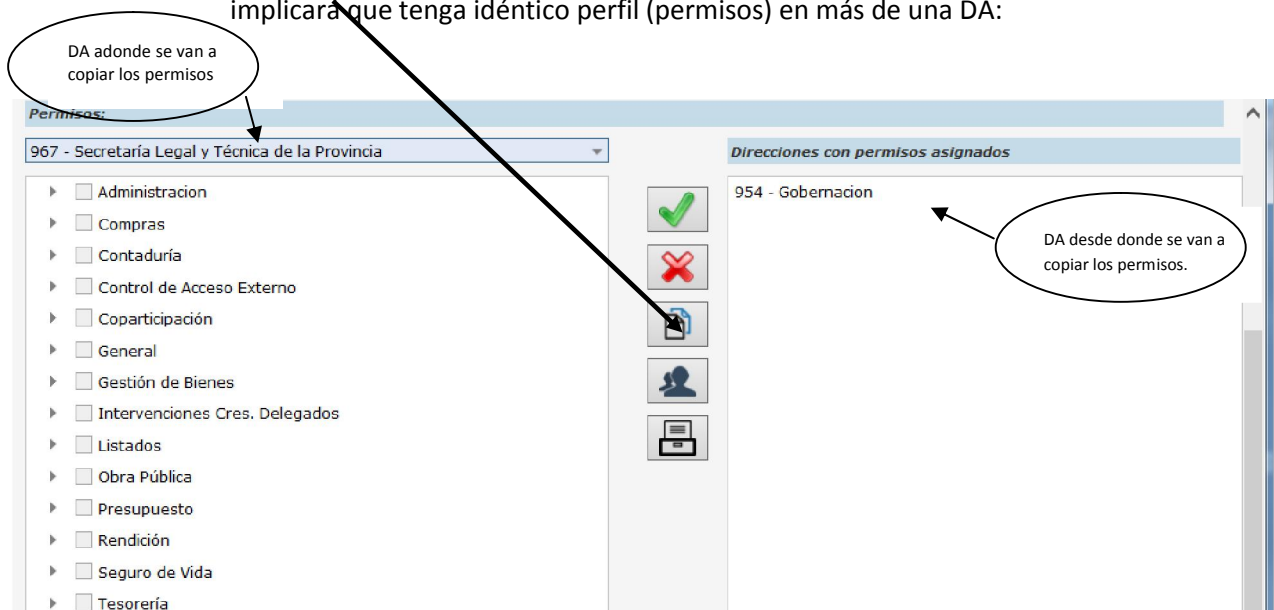 implicará que tenga idéntico perfil (permisos) en más de una DA:
DA adonde se van a
copiar los permisos
Permisos:
967 - Secretaría Legal y Técnica de la Provincia
Direcciones con permisos asignados
Administracion
954 - Gobernacion
Compras
DA desde donde se van a
copiar los permisos.
Contaduría
Control de Acceso Externo
Coparticipación
General
Gestión de Bienes
Intervenciones Cres. Delegados
Listados
Obra Pública
Presupuesto
Rendición
Seguro de Vida
Tesorería